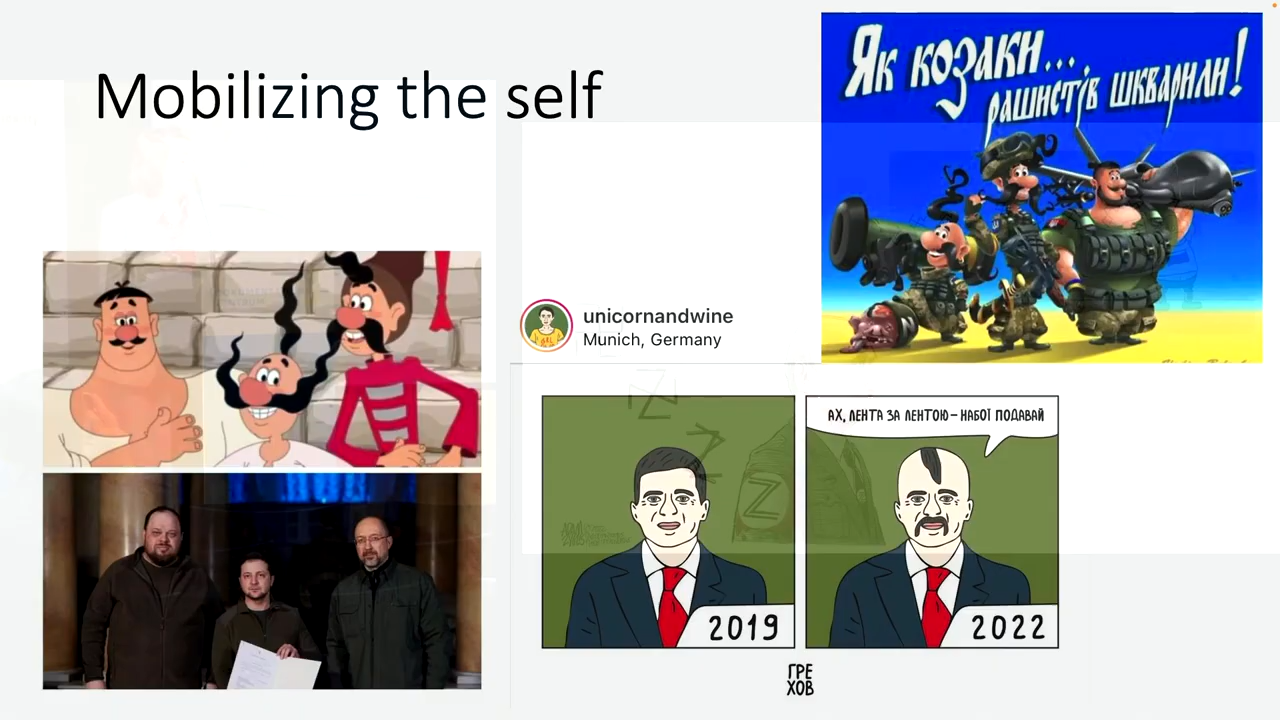 Mobilizing the self
Як козаки...
рашистів шкварили!
unicornandwine
Munich, Germany
АХ, ЛЕНТА ЗА ЛЕНТОЮ – НАБОЇ ПОДАВАЙ
2019
2022
ГРЕ
ХОВ